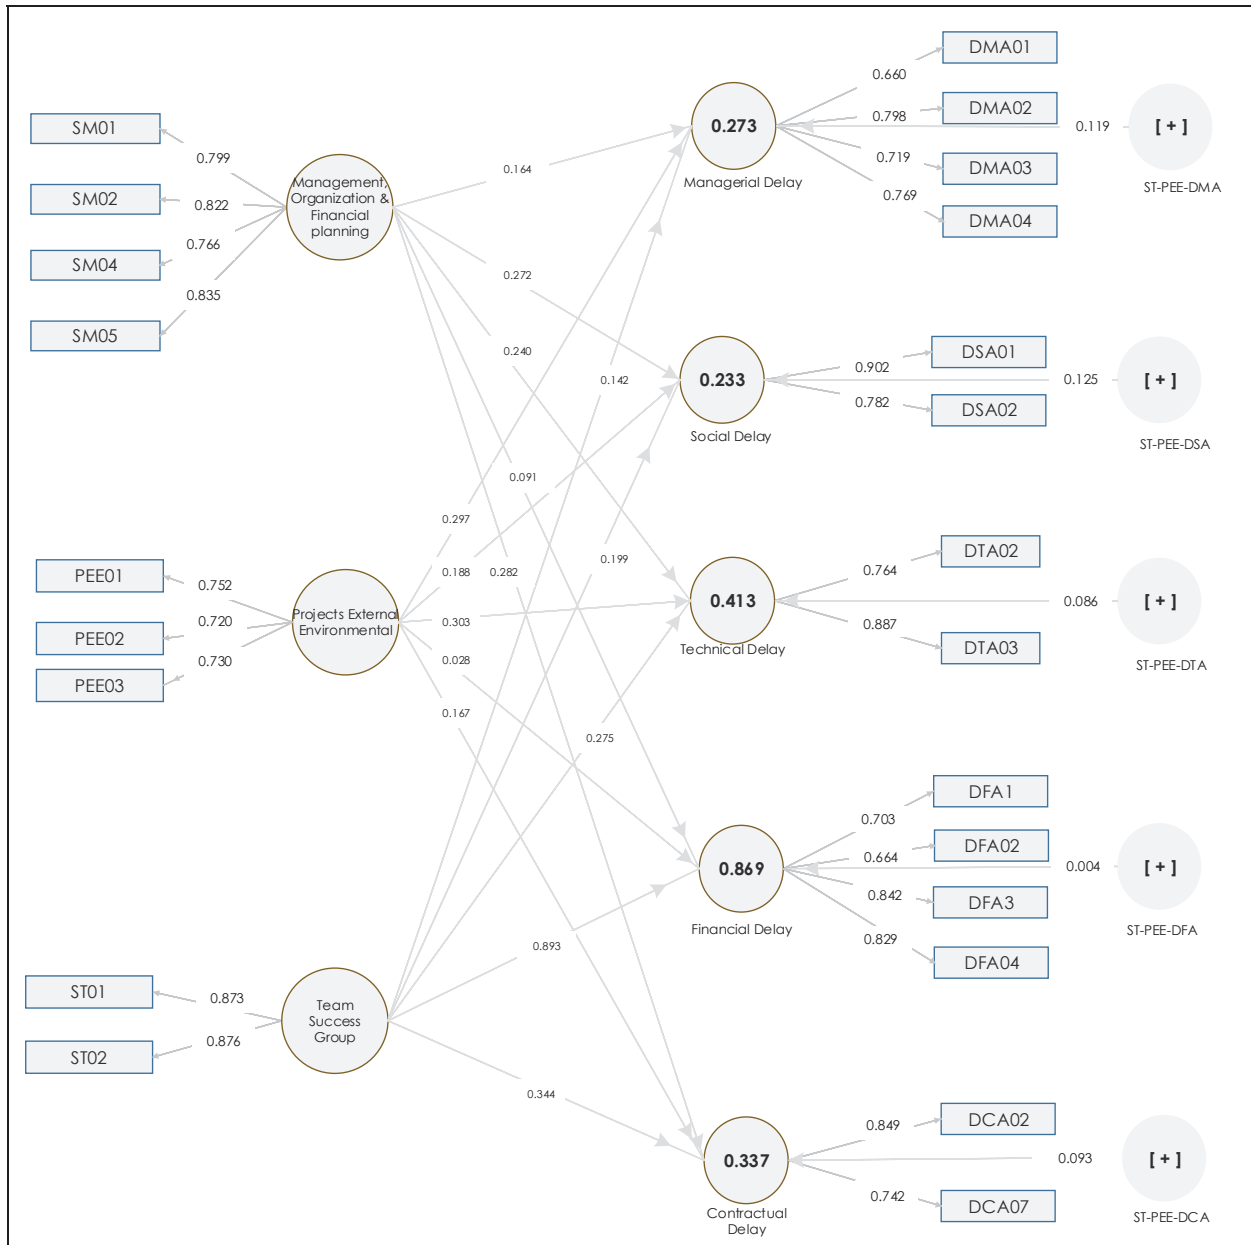 DMA01
0.660
DMA02
0.798
0.273
0.119
[ + ]
DMA03
0.719
Managerial Delay
ST-PEE-DMA
0.769
DMA04
SM01
0.799
SM02
0.822
0.766
SM04
0.835
SM05
Management,
Organization &
Financial
planning
0.164
0.272
0.240
0.142
0.091
0.282
DSA01
0.902
0.233
0.125
[ + ]
0.782
DSA02
Social Delay
ST-PEE-DSA
PEE01
0.752
PEE02
0.720
0.730
PEE03
Projects External
Environmental
0.297
0.188
0.303
0.028
0.167
0.199
0.275
DTA02
0.764
0.413
0.086
[ + ]
0.887
DTA03
Technical Delay
ST-PEE-DTA
DFA1
0.703
DFA02
0.664
0.869
0.004
[ + ]
0.842
DFA3
Financial Delay
ST-PEE-DFA
0.829
DFA04
ST01
0.873
ST02
0.876
Team
Success
Group
0.893
0.344
DCA02
0.849
0.337
0.093
[ + ]
0.742
DCA07
Contractual
Delay
ST-PEE-DCA